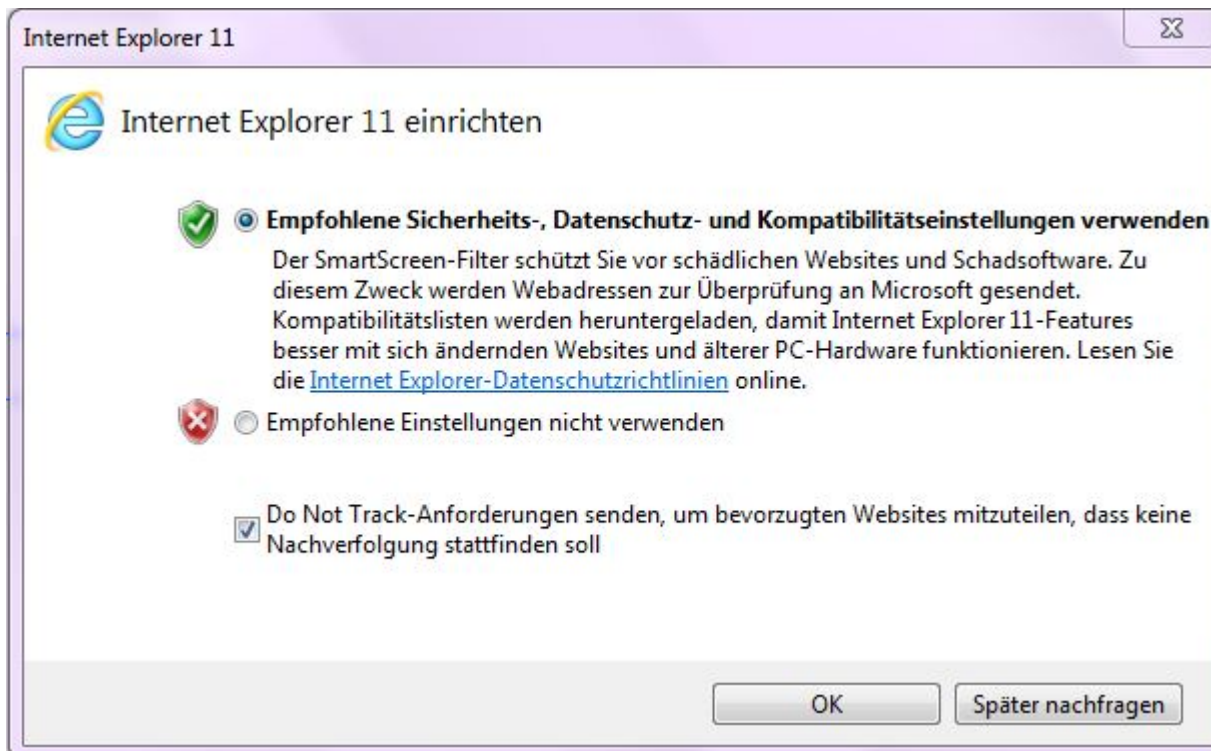 Internet Explorer 11
Internet Explorer 11 einrichten
Empfohlene Sicherheits-, Datenschutz- und Kompatibilitätseinstellungen verwenden
Der SmartScreen-Filter schützt Sie vor schädlichen Websites und Schadsoftware. Zu
diesem Zweck werden Webadressen zur Überprüfung an Microsoft gesendet.
Kompatibilitätslisten werden heruntergeladen, damit Internet Explorer 11-Features
besser mit sich ändernden Websites und älterer PC-Hardware funktionieren. Lesen Sie
die Internet Explorer-Datenschutzrichtlinien online.
Empfohlene Einstellungen nicht verwenden
Do Not Track-Anforderungen senden, um bevorzugten Websites mitzuteilen, dass keine
Nachverfolgung stattfinden soll
OK
Später nachfragen